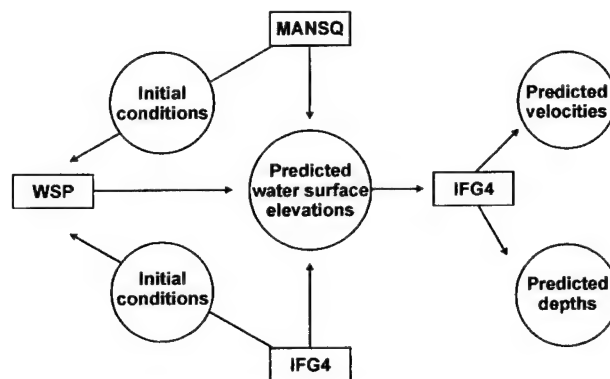 MANSQ
Initial
conditions
Predicted
velocities
WSP
Predicted
water surface
elevations
IFG4
Initial
conditions
Predicted
depths
IFG4